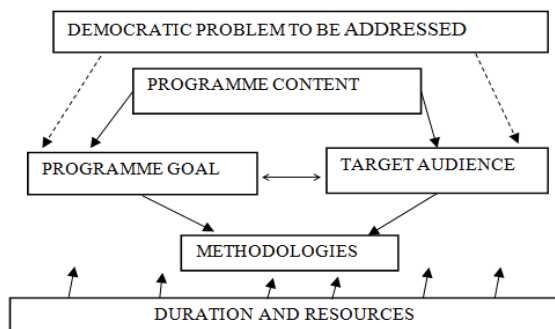 DEMOCRATIC PROBLEM TO BE ADDRESSED
PROGRAMME CONTENT
PROGRAMME GOAL
TARGET AUDIENCE
METHODOLOGIES
DURATION AND RESOURCES